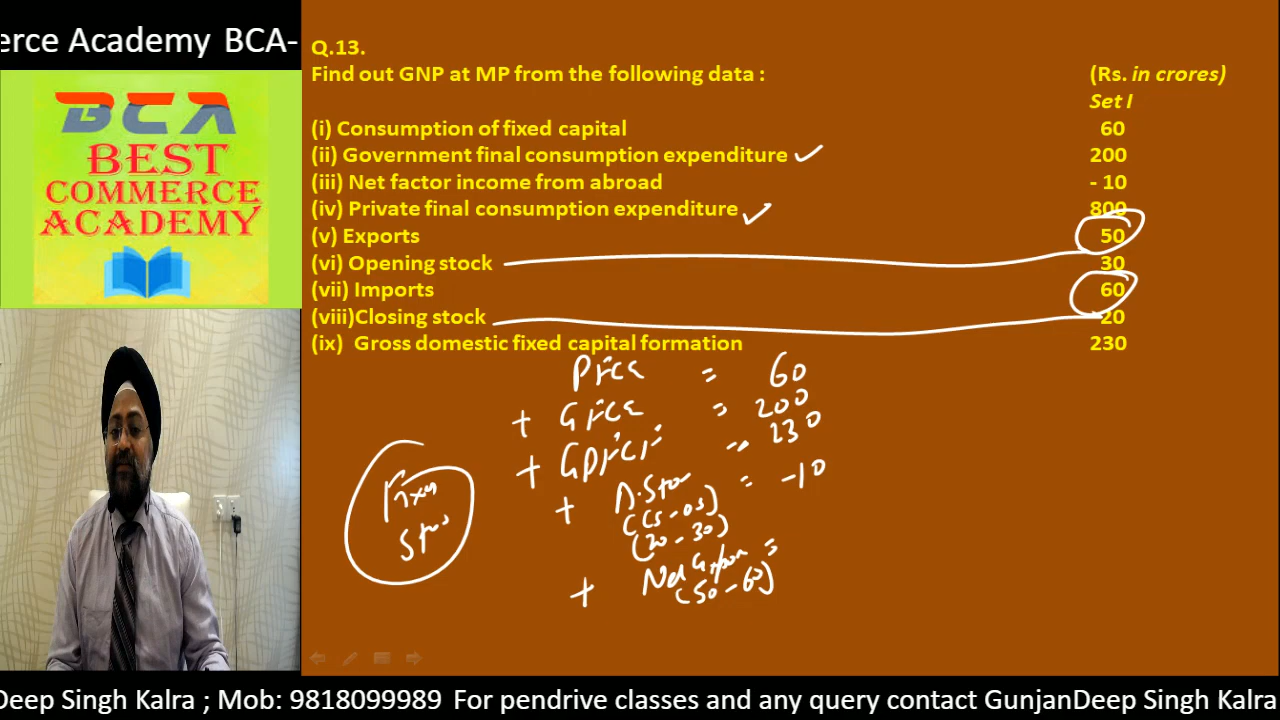 erce Academy BCA-
BCA
BEST
COMMERCE
ACADEMY
Q.13.
Find out GNP at MP from the following data : (Rs. in crores)
Set I
(i) Consumption of fixed capital 60
(ii) Government final consumption expenditure 200
(iii) Net factor income from abroad - 10
(iv) Private final consumption expenditure 800
(v) Exports 50
(vi) Opening stock 30
(vii) Imports 60
(viii)Closing stock 20
(ix) Gross domestic fixed capital formation 230
PFCE = 60
+ GFCE = 200
+ GDFCF = 230
+ Δ.Stock = -10
(CS - OS)
(20 - 30)
+ Net Export =
(50 - 60)
Deep Singh Kalra ; Mob: 9818099989 For pendrive classes and any query contact GunjanDeep Singh Kalra